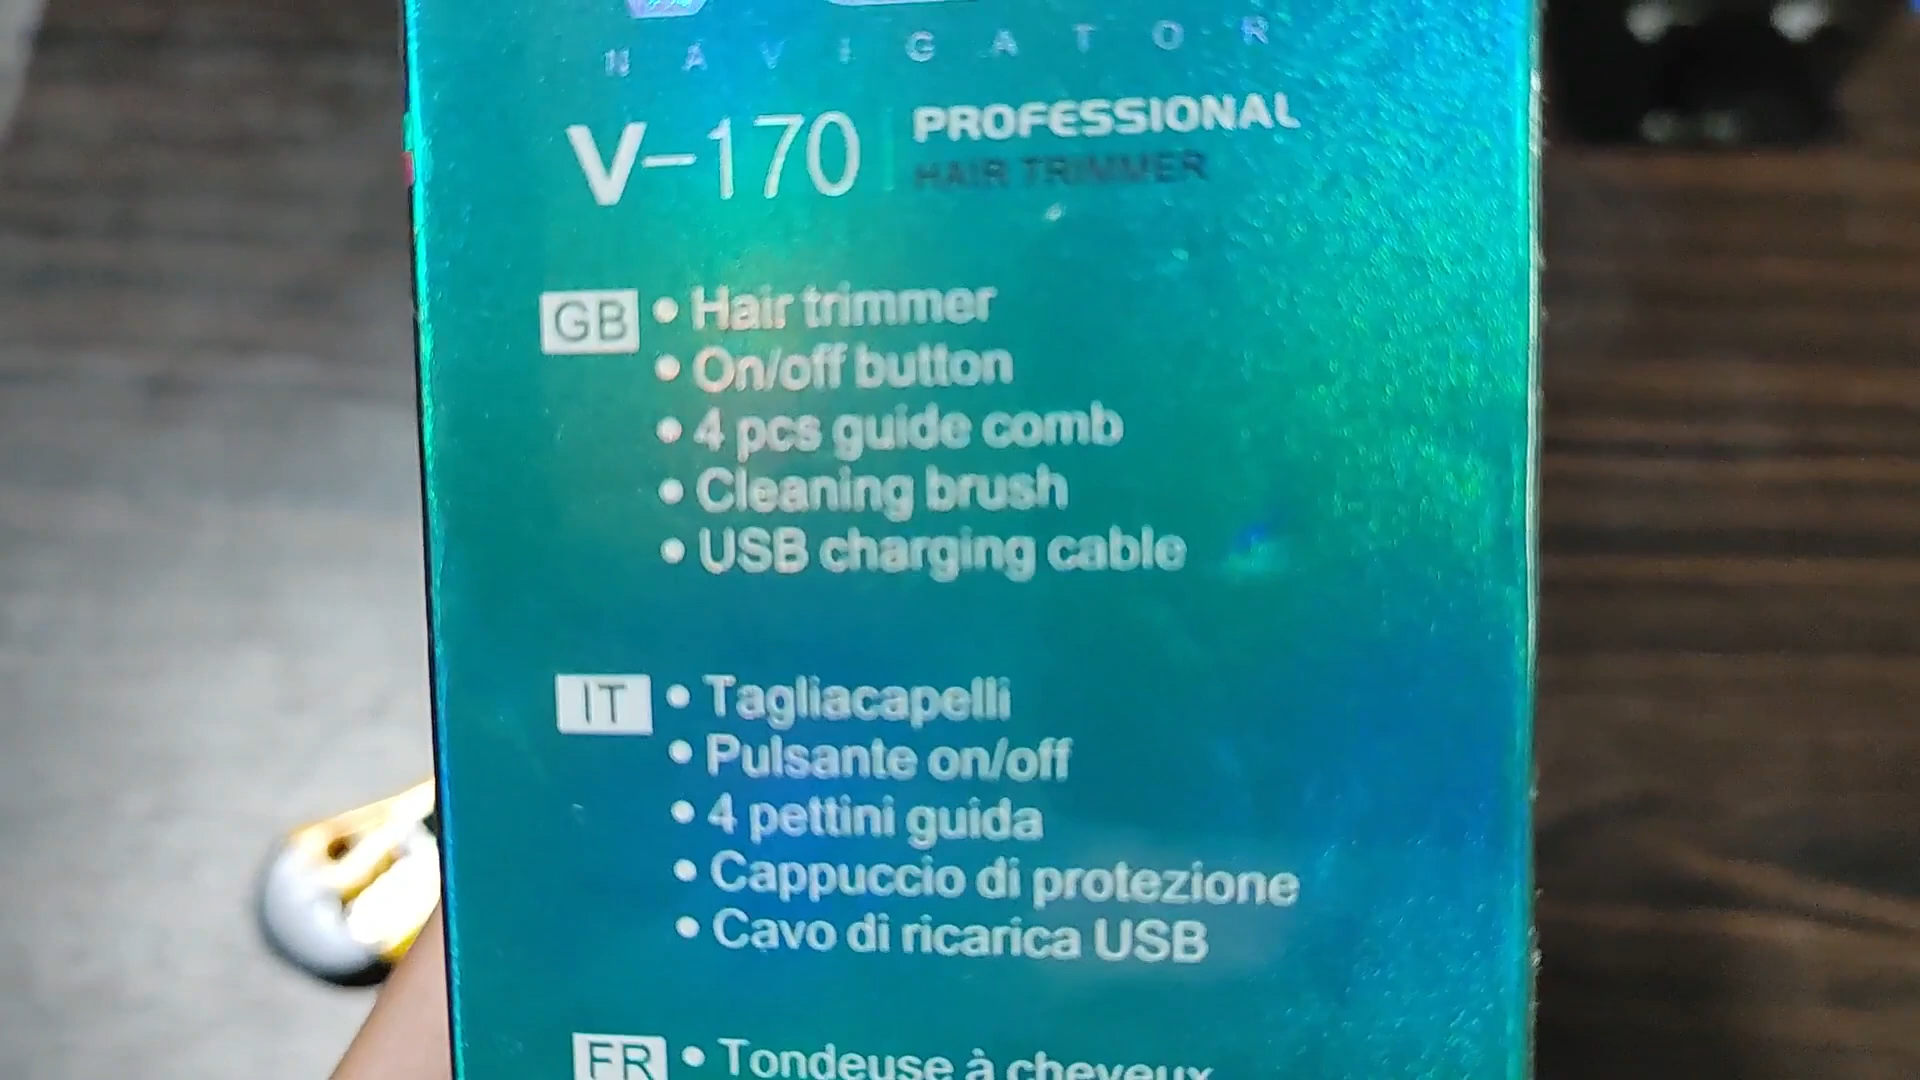 NAVIGATOR
V-170
PROFESSIONAL
HAIR TRIMMER
GB
• Hair trimmer
• On/off button
• 4 pcs guide comb
• Cleaning brush
• USB charging cable
IT
• Tagliacapelli
• Pulsante on/off
• 4 pettini guida
• Cappuccio di protezione
• Cavo di ricarica USB
FR
• Tondeuse à cheveux